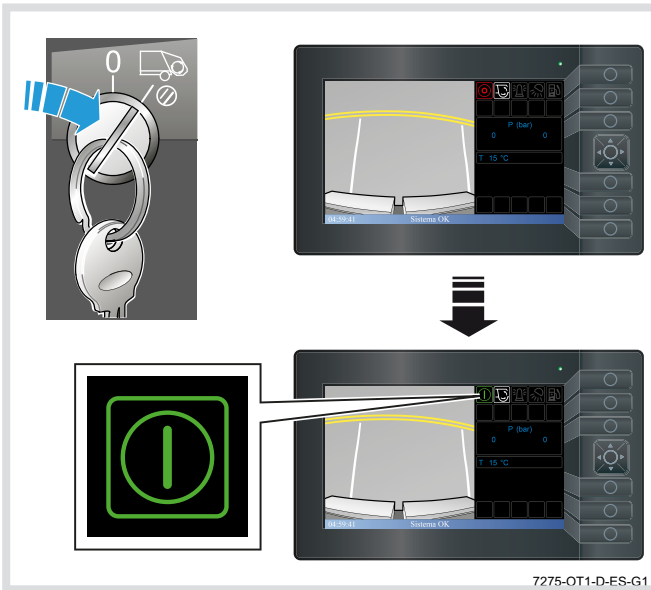 0
P (bar)
0 0
T 15 °C
04:59:41 Sistema OK
P (bar)
0 0
T 15 °C
04:59:41 Sistema OK
7275-OT1-D-ES-G1